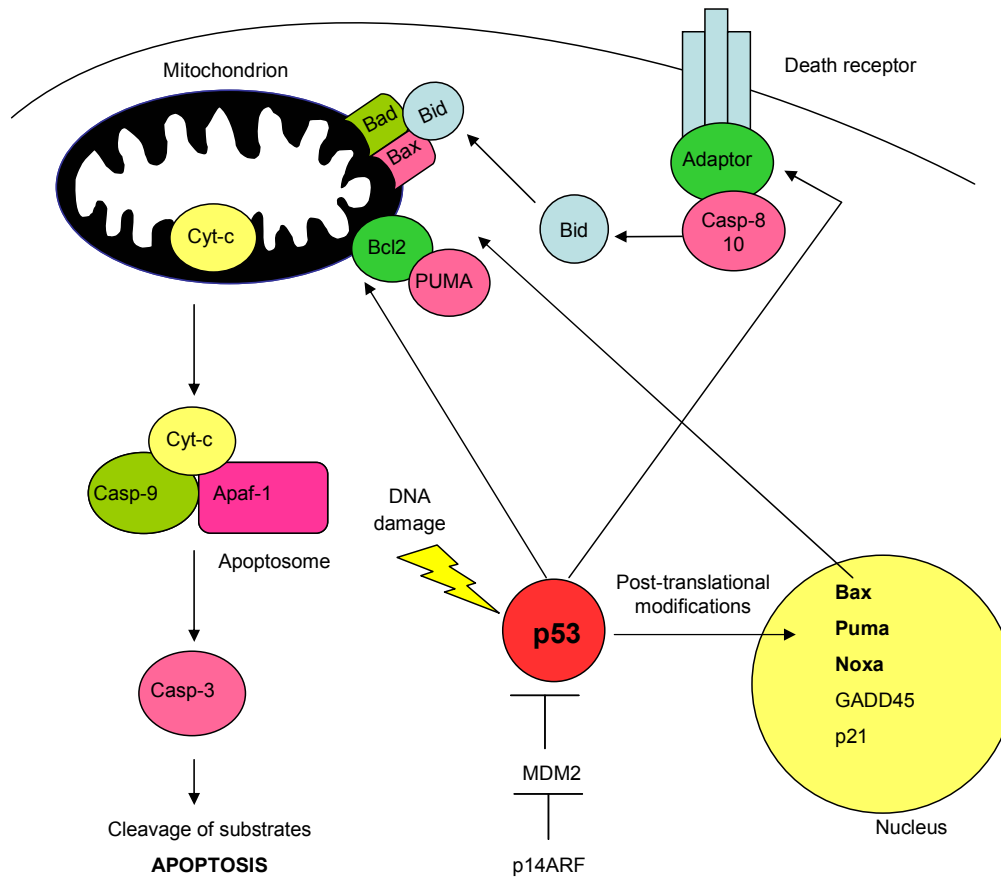 Mitochondrion
Death receptor
Bad
Bid
Bax
Adaptor
Casp-8
10
Bid
Cyt-c
Bcl2
PUMA
Cyt-c
Casp-9
Apaf-1
Apoptosome
DNA
damage
Post-translational
modifications
p53
Bax
Puma
Noxa
GADD45
p21
Casp-3
MDM2
Nucleus
Cleavage of substrates
APOPTOSIS
p14ARF